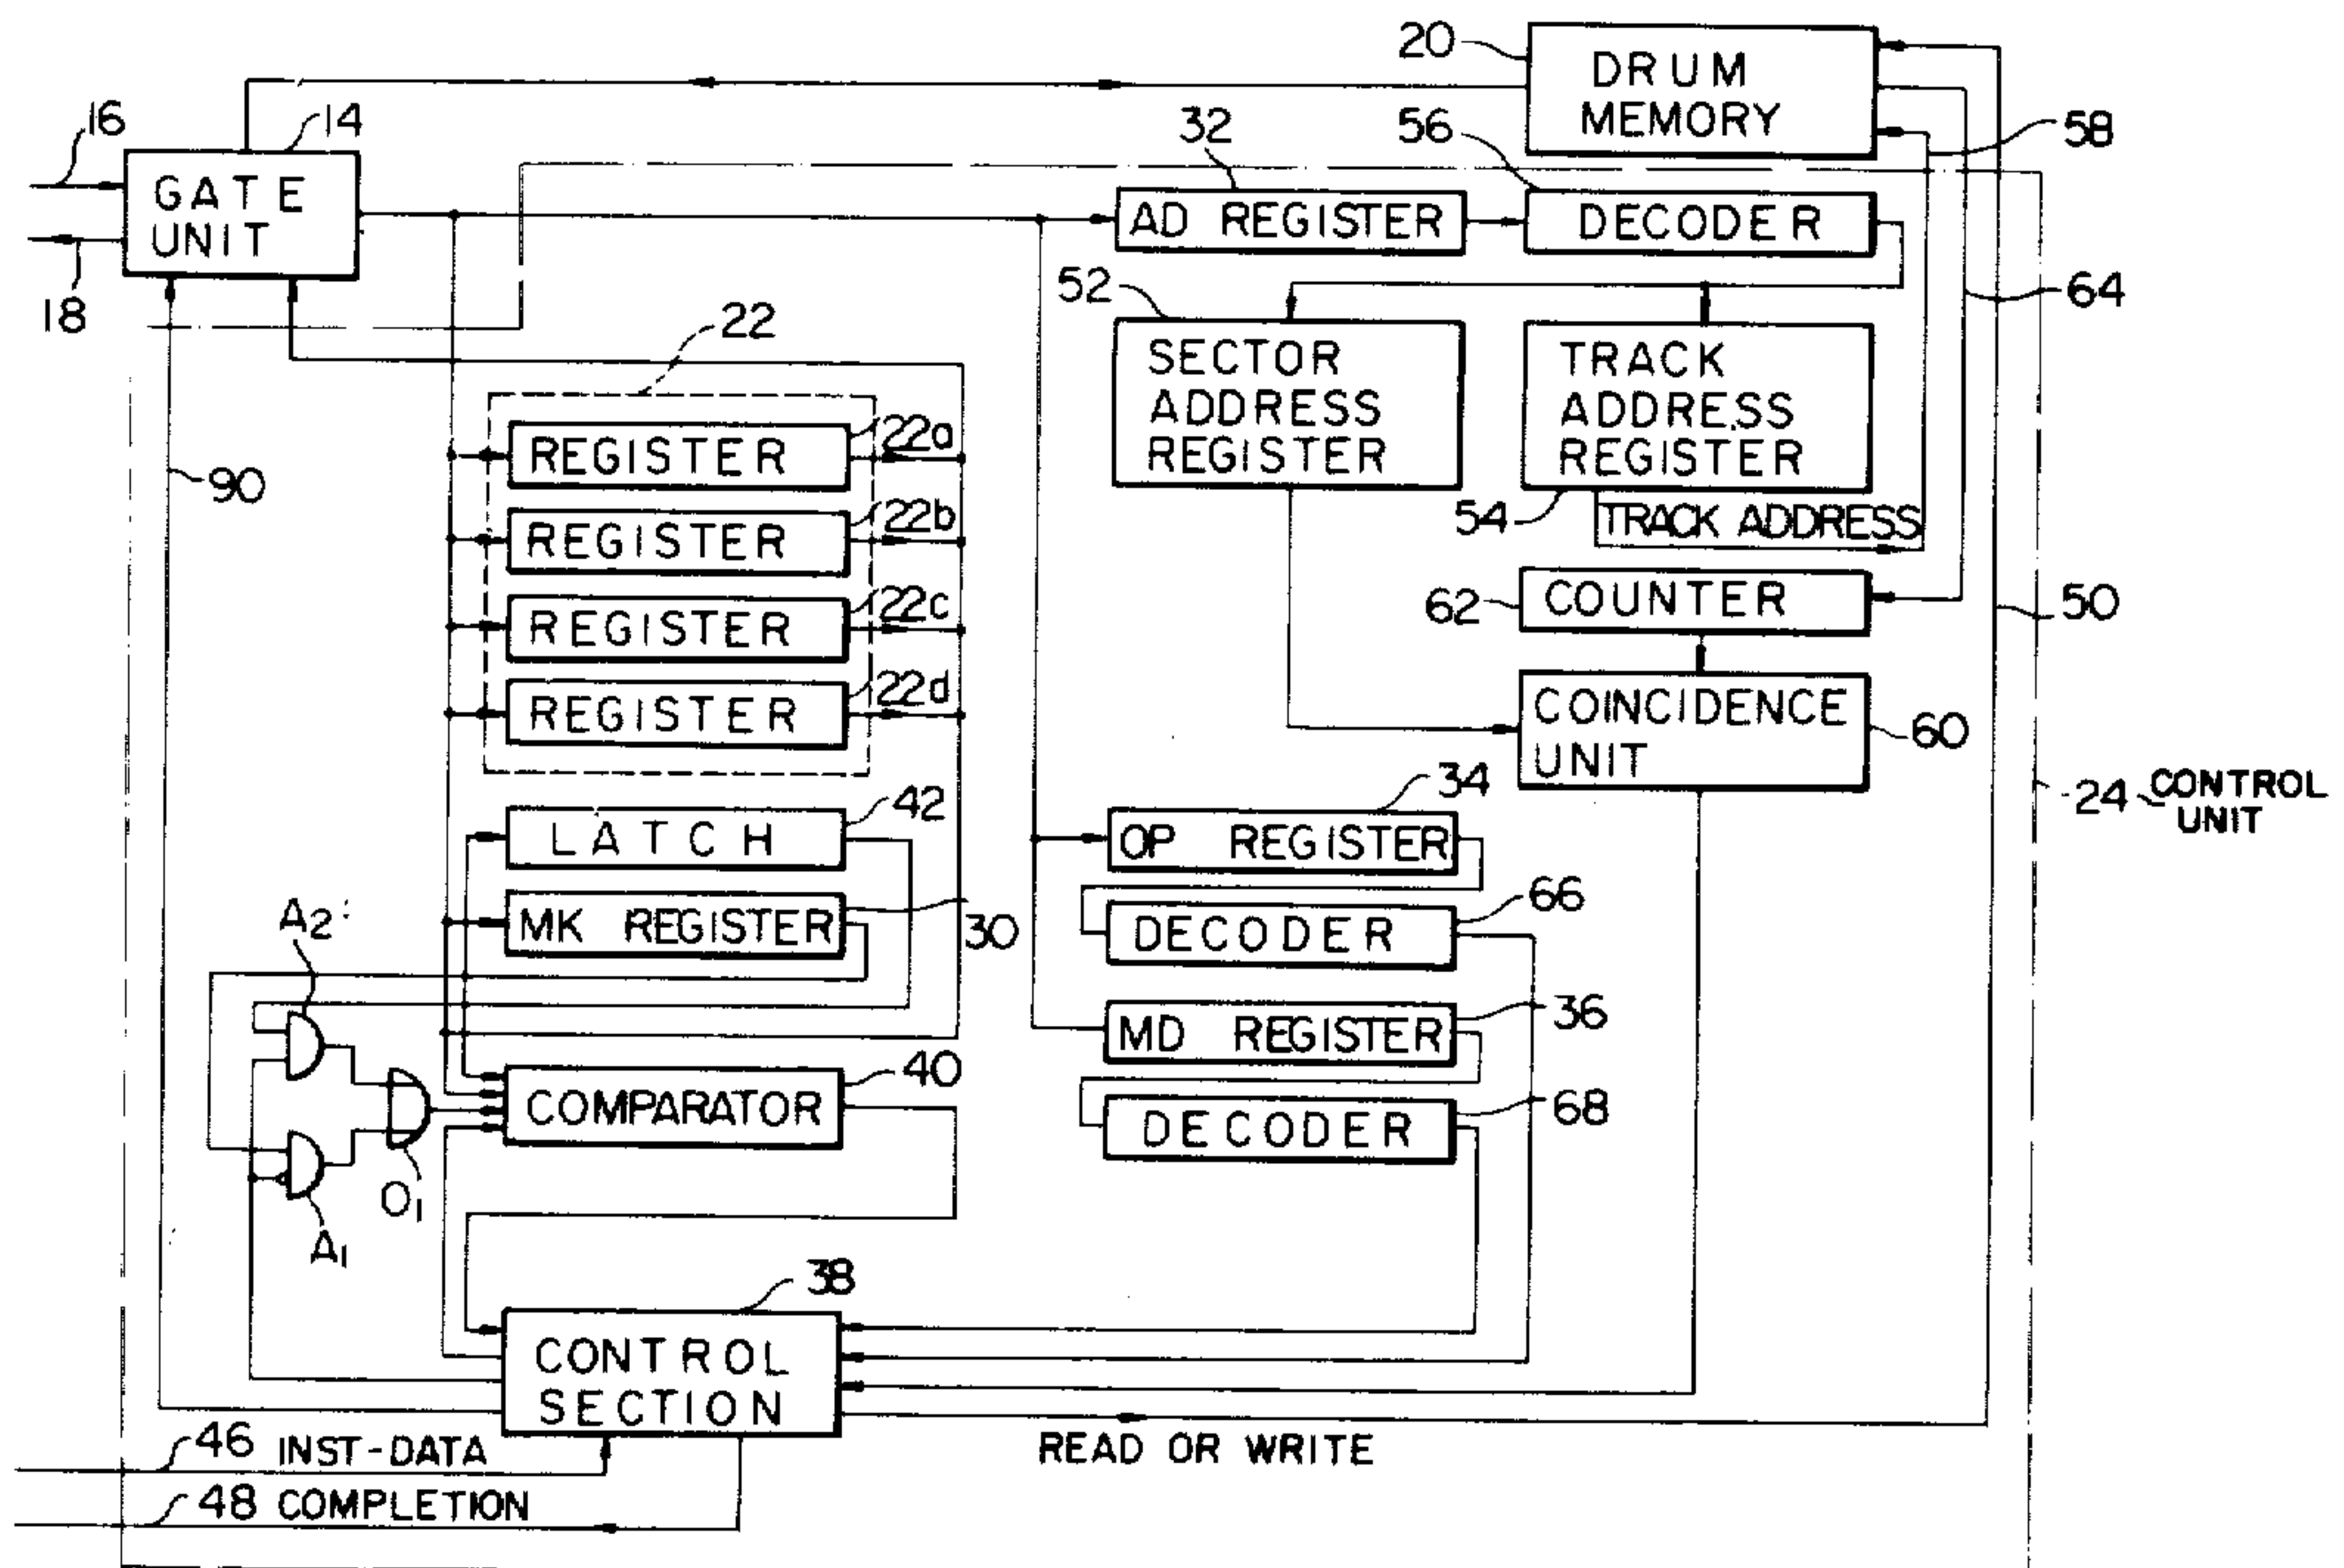 20
DRUM
MEMORY
16
14
32
56
58
GATE
UNIT
AD REGISTER
DECODER
18
52
64
22
SECTOR
ADDRESS
REGISTER
TRACK
ADDRESS
REGISTER
22a
REGISTER
90
22b
REGISTER
54
TRACK ADDRESS
22c
REGISTER
62
COUNTER
50
22d
REGISTER
COINCIDENCE
UNIT
60
34
24
CONTROL
UNIT
42
LATCH
OP REGISTER
A2
MK REGISTER
30
66
DECODER
36
MD REGISTER
40
COMPARATOR
68
DECODER
O1
A1
38
CONTROL
SECTION
46 INST-DATA
READ OR WRITE
48 COMPLETION